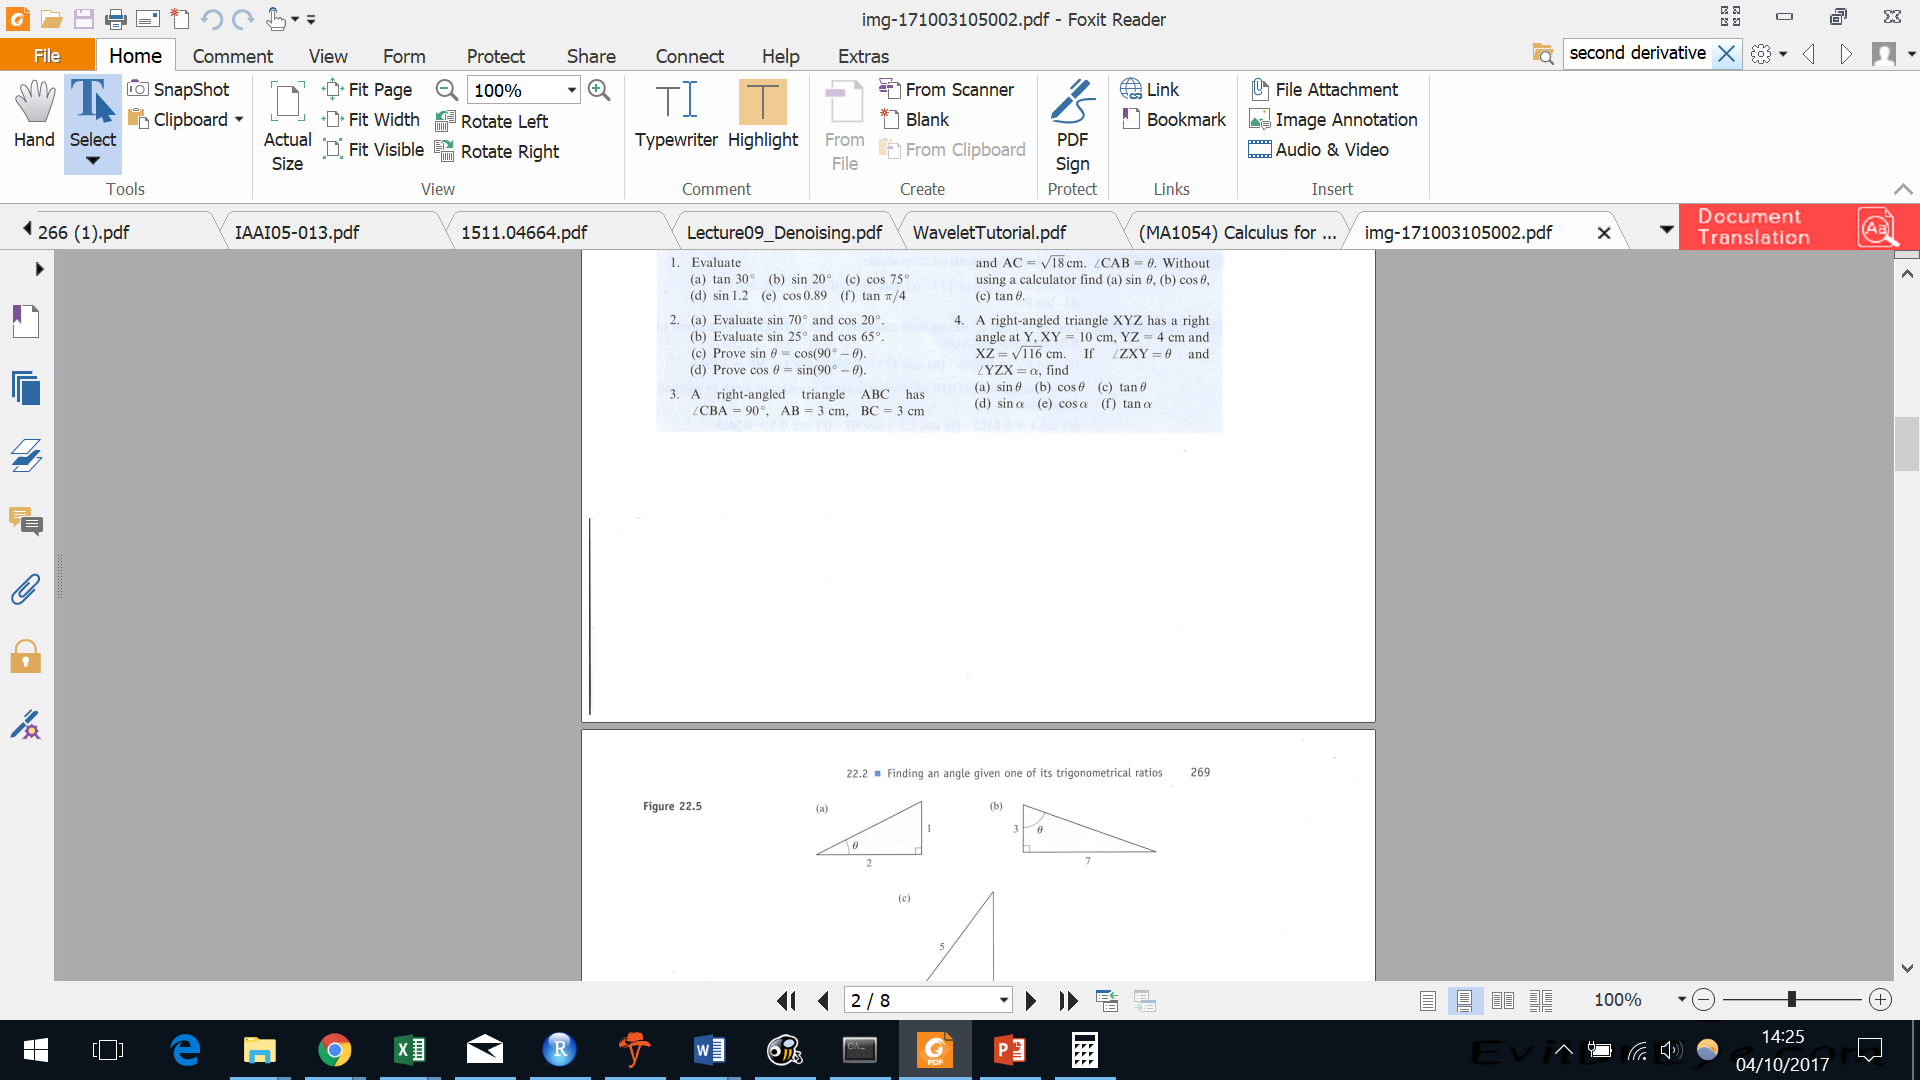 img-171003105002.pdf - Foxit Reader
File Home Comment View Form Protect Share Connect Help Extras
second derivative
Hand
Select
SnapShot
Clipboard
Tools
Actual Size
Fit Page
Fit Width
Fit Visible
100%
Rotate Left
Rotate Right
View
Typewriter
Highlight
Comment
From File
From Scanner
Blank
From Clipboard
Create
PDF Sign
Protect
Link
Bookmark
Links
File Attachment
Image Annotation
Audio & Video
Insert
266 (1).pdf
IAAI05-013.pdf
1511.04664.pdf
Lecture09_Denoising.pdf
WaveletTutorial.pdf
(MA1054) Calculus for ...
img-171003105002.pdf
Document
Translation
1. Evaluate
(a) tan 30° (b) sin 20° (c) cos 75°
(d) sin 1.2 (e) cos 0.89 (f) tan π/4
2. (a) Evaluate sin 70° and cos 20°.
(b) Evaluate sin 25° and cos 65°.
(c) Prove sin θ = cos(90° − θ).
(d) Prove cos θ = sin(90° − θ).
3. A right-angled triangle ABC has
∠CBA = 90°, AB = 3 cm, BC = 3 cm
and AC = √18 cm. ∠CAB = θ. Without
using a calculator find (a) sin θ, (b) cos θ,
(c) tan θ.
4. A right-angled triangle XYZ has a right
angle at Y, XY = 10 cm, YZ = 4 cm and
XZ = √116 cm. If ∠ZXY = θ and
∠YZX = α, find
(a) sin θ (b) cos θ (c) tan θ
(d) sin α (e) cos α (f) tan α
22.2 ■ Finding an angle given one of its trigonometrical ratios 269
Figure 22.5
(a)
1
θ
2
(b)
3
θ
7
(c)
5
2 / 8
100%
14:25
04/10/2017